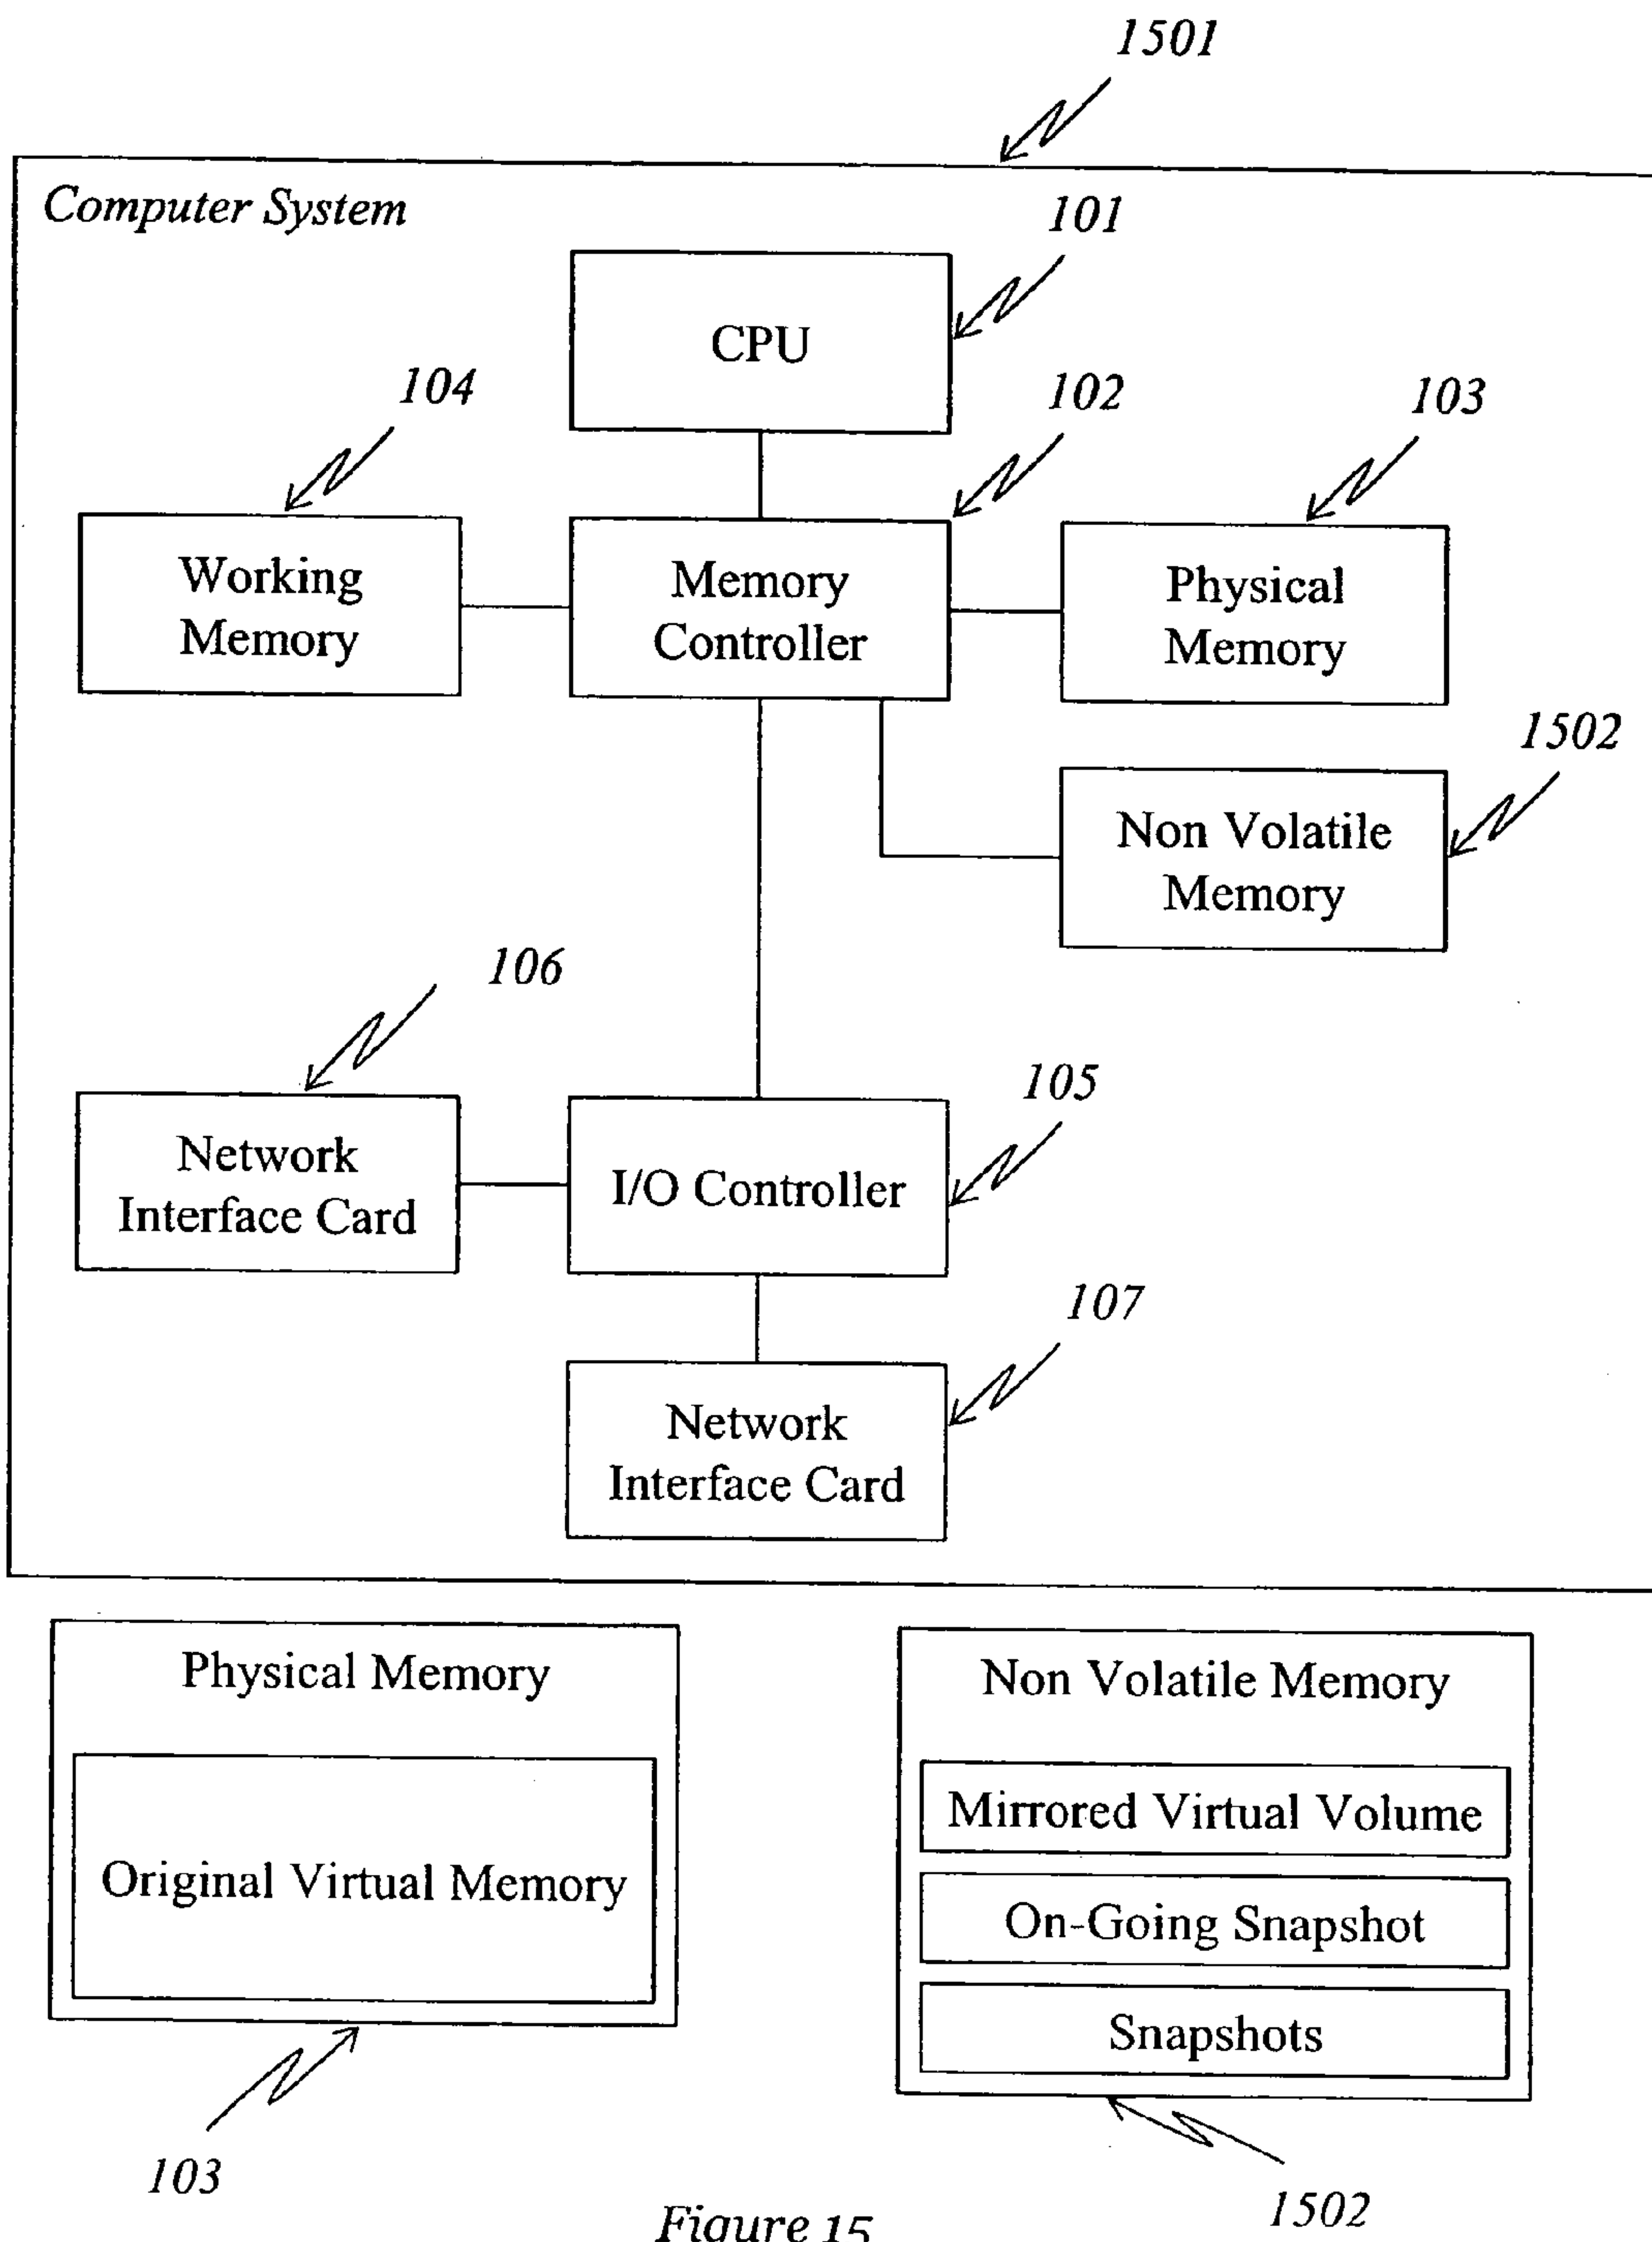 1501
Computer System
101
CPU
104
102
103
Working
Memory
Memory
Controller
Physical
Memory
1502
Non Volatile
Memory
106
105
Network
Interface Card
I/O Controller
107
Network
Interface Card
Physical Memory
Original Virtual Memory
103
Non Volatile Memory
Mirrored Virtual Volume
On-Going Snapshot
Snapshots
1502
Figure 15